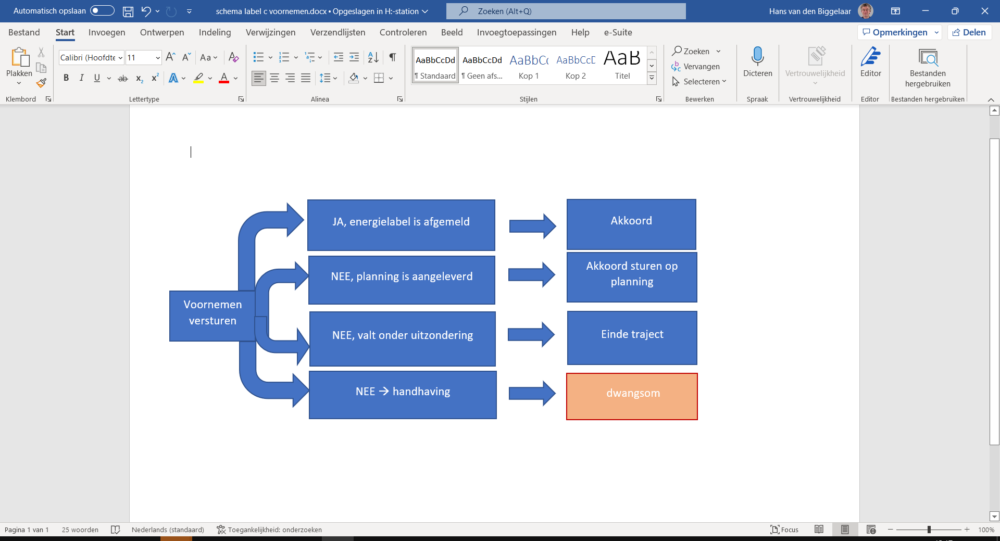 Automatisch opslaan
schema label c voornemen.docx • Opgeslagen in H:-station
Zoeken (Alt+Q)
Hans van den Biggelaar
Bestand Start Invoegen Ontwerpen Indeling Verwijzingen Verzendlijsten Controleren Beeld Invoegtoepassingen Help e-Suite
Opmerkingen
Delen
Plakken
Klembord
Calibri (Hoofdte 11
Aa
B I U ab x₂ x² A A
Lettertype
Alinea
AaBbCcDd AaBbCcDd AaBbCc AaBbCcD AaB
¶ Standaard ¶ Geen afs... Kop 1 Kop 2 Titel
Stijlen
Zoeken
Vervangen
Selecteren
Bewerken
Dicteren
Spraak
Vertrouwelijkheid
Vertrouwelijkheid
Editor
Editor
Bestanden
hergebruiken
Bestanden hergebruiken
Voornemen
versturen
JA, energielabel is afgemeld
Akkoord
NEE, planning is aangeleverd
Akkoord sturen op
planning
NEE, valt onder uitzondering
Einde traject
NEE → handhaving
dwangsom
Pagina 1 van 1 25 woorden Nederlands (standaard) Toegankelijkheid: onderzoeken
Focus
100%